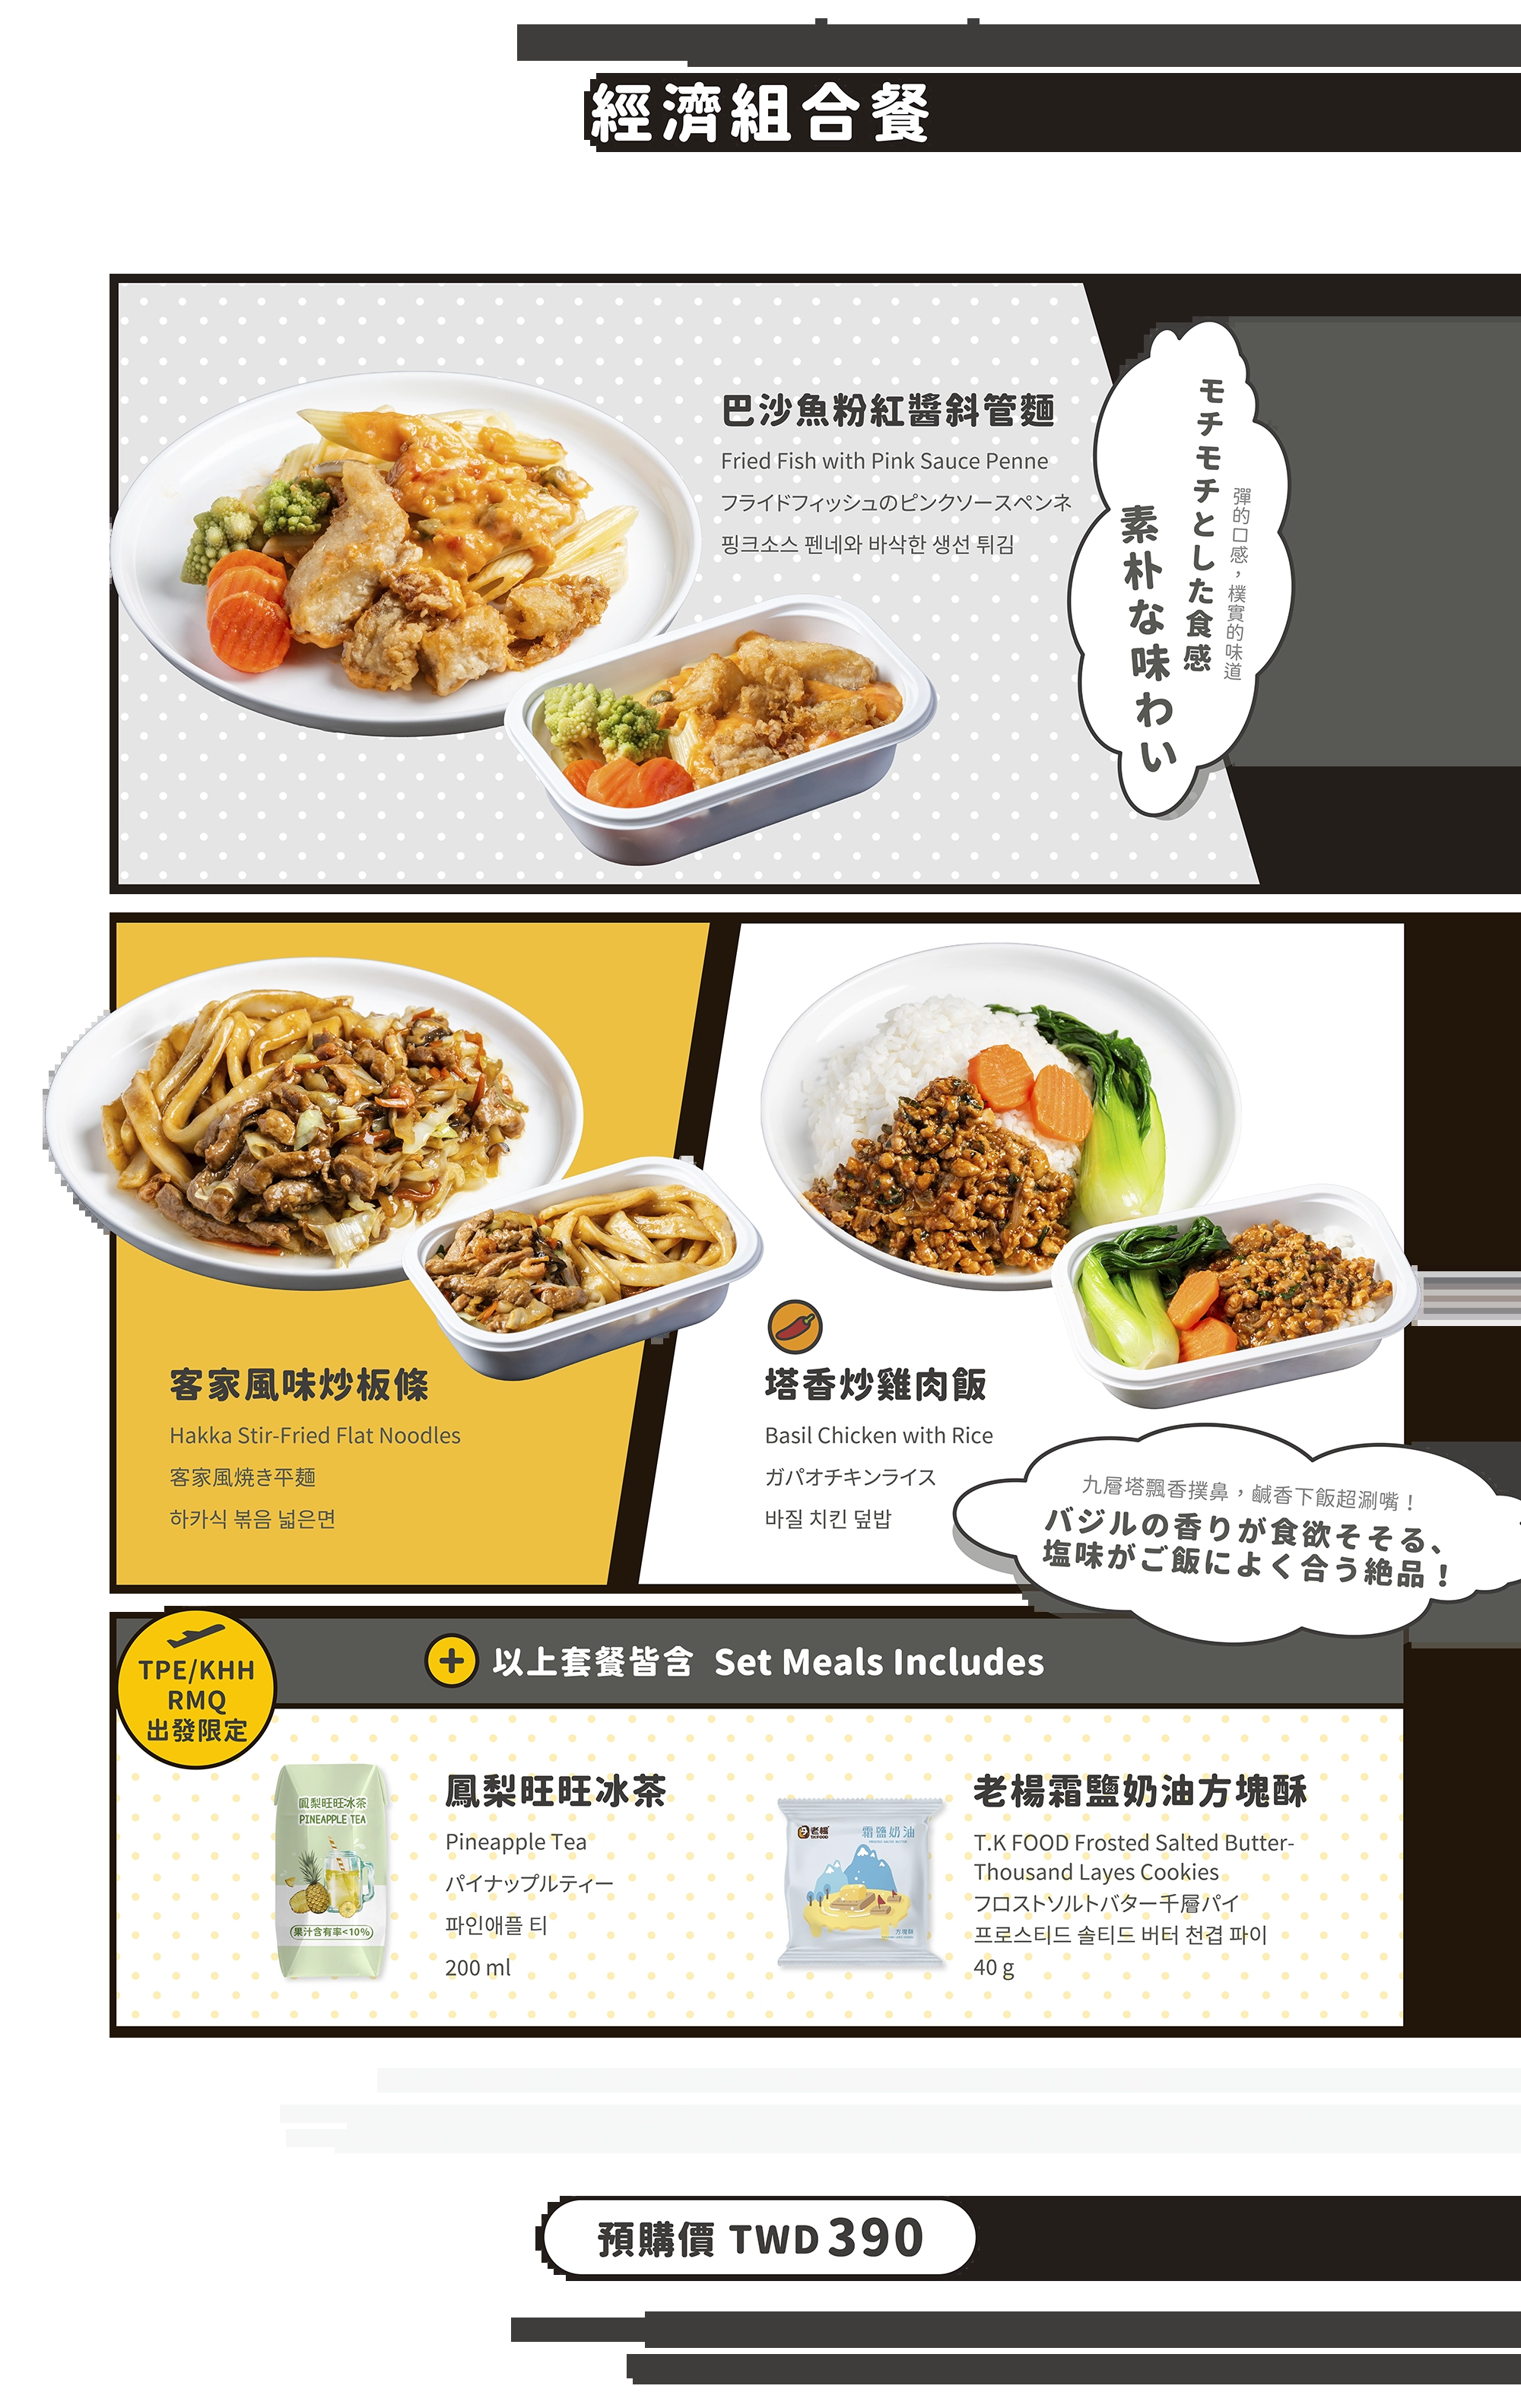 經濟組合餐
巴沙魚粉紅醬斜管麵
Fried Fish with Pink Sauce Penne
フライドフィッシュのピンクソースペンネ
핑크소스 펜네와 바삭한 생선 튀김
彈的口感，樸實的味道
モチモチとした食感
素朴な味わい
客家風味炒板條
Hakka Stir-Fried Flat Noodles
客家風焼き平麺
하카식 볶음 넓은면
塔香炒雞肉飯
Basil Chicken with Rice
ガパオチキンライス
바질 치킨 덮밥
九層塔飄香撲鼻，鹹香下飯超涮嘴！
バジルの香りが食欲そそる、
塩味がご飯によく合う絶品！
TPE/KHH
RMQ
出發限定
以上套餐皆含 Set Meals Includes
鳳梨旺旺冰茶
PINEAPPLE TEA
果汁含有率<10%
鳳梨旺旺冰茶
Pineapple Tea
パイナップルティー
파인애플 티
200 ml
老楊
霜鹽奶油
方塊酥
老楊霜鹽奶油方塊酥
T.K FOOD Frosted Salted Butter-
Thousand Layes Cookies
フロストソルトバター千層パイ
프로스티드 솔티드 버터 천겹 파이
40 g
預購價 TWD 390